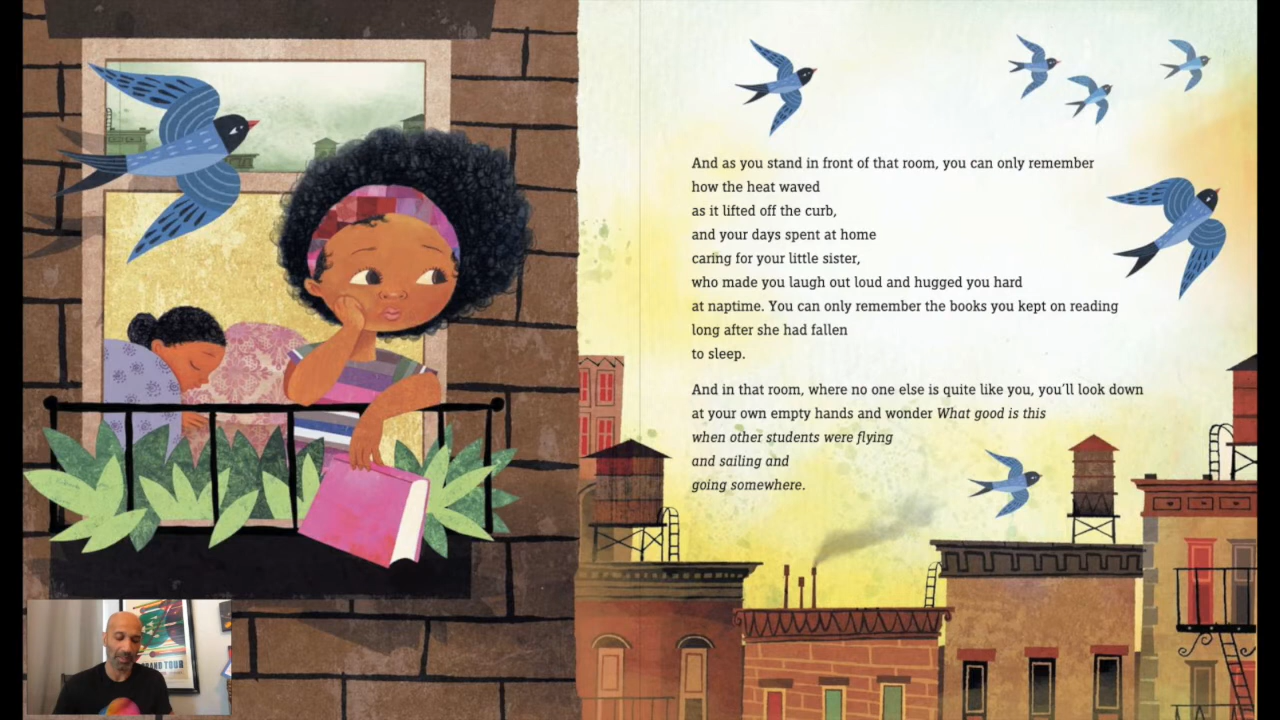 And as you stand in front of that room, you can only remember
how the heat waved
as it lifted off the curb,
and your days spent at home
caring for your little sister,
who made you laugh out loud and hugged you hard
at naptime. You can only remember the books you kept on reading
long after she had fallen
to sleep.
And in that room, where no one else is quite like you, you’ll look down
at your own empty hands and wonder What good is this
when other students were flying
and sailing and
going somewhere.
GRAND TOUR